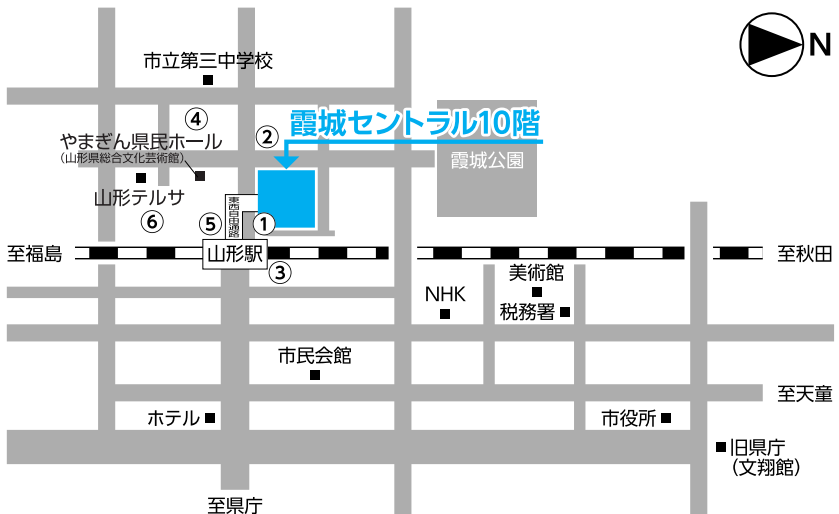 N
市立第三中学校
④
②
霞城セントラル10階
やまぎん県民ホール
(山形県総合文化芸術館)
霞城公園
山形テルサ
⑥
⑤
東西自由通路
①
至福島
山形駅
至秋田
③
美術館
NHK
税務署
市民会館
至天童
ホテル
市役所
旧県庁
(文翔館)
至県庁